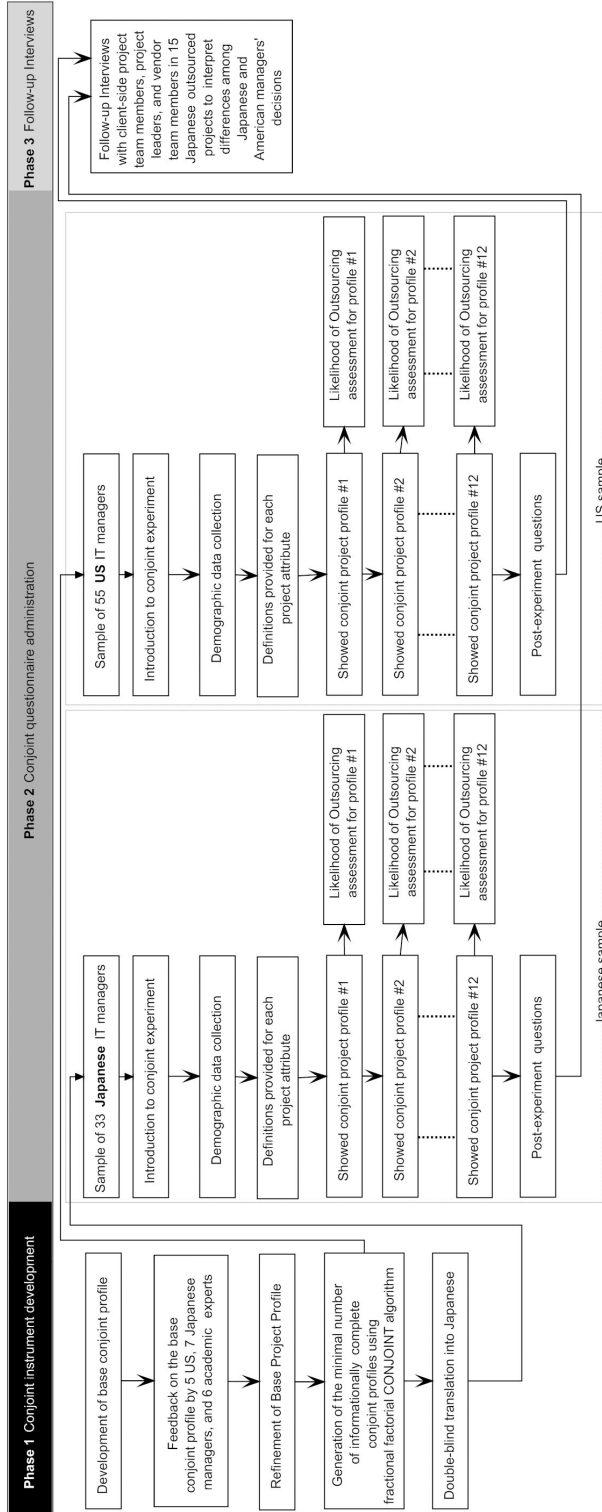 Phase 1 Conjoint instrument development
Development of base conjoint profile
Feedback on the base
conjoint profile by 5 US, 7 Japanese
managers, and 6 academic experts
Refinement of Base Project Profile
Generation of the minimal number
of informationally complete
conjoint profiles using
fractional factorial CONJOINT algorithm
Double-blind translation into Japanese
Phase 2 Conjoint questionnaire administration
Sample of 33 Japanese IT managers
Introduction to conjoint experiment
Demographic data collection
Definitions provided for each
project attribute
Showed conjoint project profile #1
Likelihood of Outsourcing
assessment for profile #1
Showed conjoint project profile #2
Likelihood of Outsourcing
assessment for profile #2
Showed conjoint project profile #12
Likelihood of Outsourcing
assessment for profile #12
Post-experiment questions
Japanese sample
Sample of 55 US IT managers
Introduction to conjoint experiment
Demographic data collection
Definitions provided for each
project attribute
Showed conjoint project profile #1
Likelihood of Outsourcing
assessment for profile #1
Showed conjoint project profile #2
Likelihood of Outsourcing
assessment for profile #2
Showed conjoint project profile #12
Likelihood of Outsourcing
assessment for profile #12
Post-experiment questions
US sample
Phase 3 Follow-up Interviews
Follow-up Interviews
with client-side project
team members, project
leaders, and vendor
team members in 15
Japanese outsourced
projects to interpret
differences among
Japanese and
American managers'
decisions